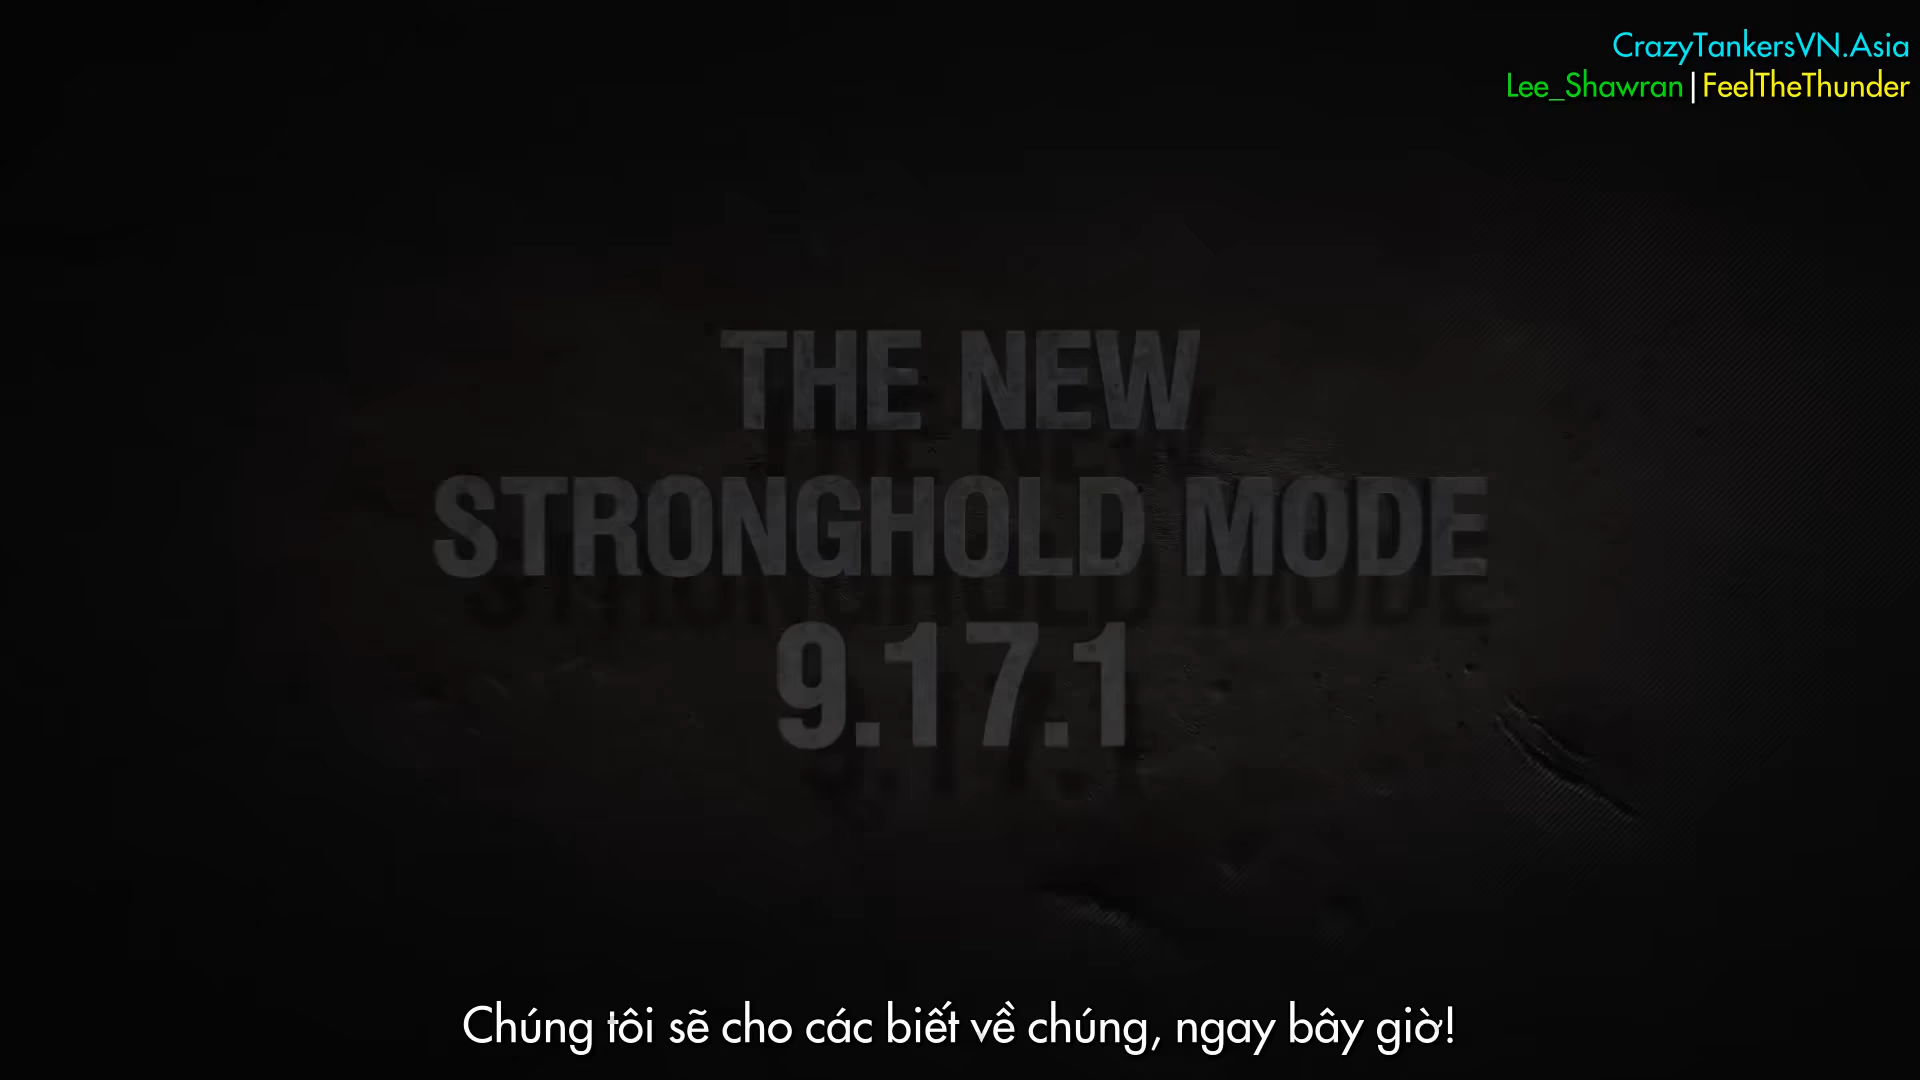 CrazyTankersVN.Asia
Lee_Shawran | FeelTheThunder
THE NEW
STRONGHOLD MODE
9.17.1
Chúng tôi sẽ cho các biết về chúng, ngay bây giờ!